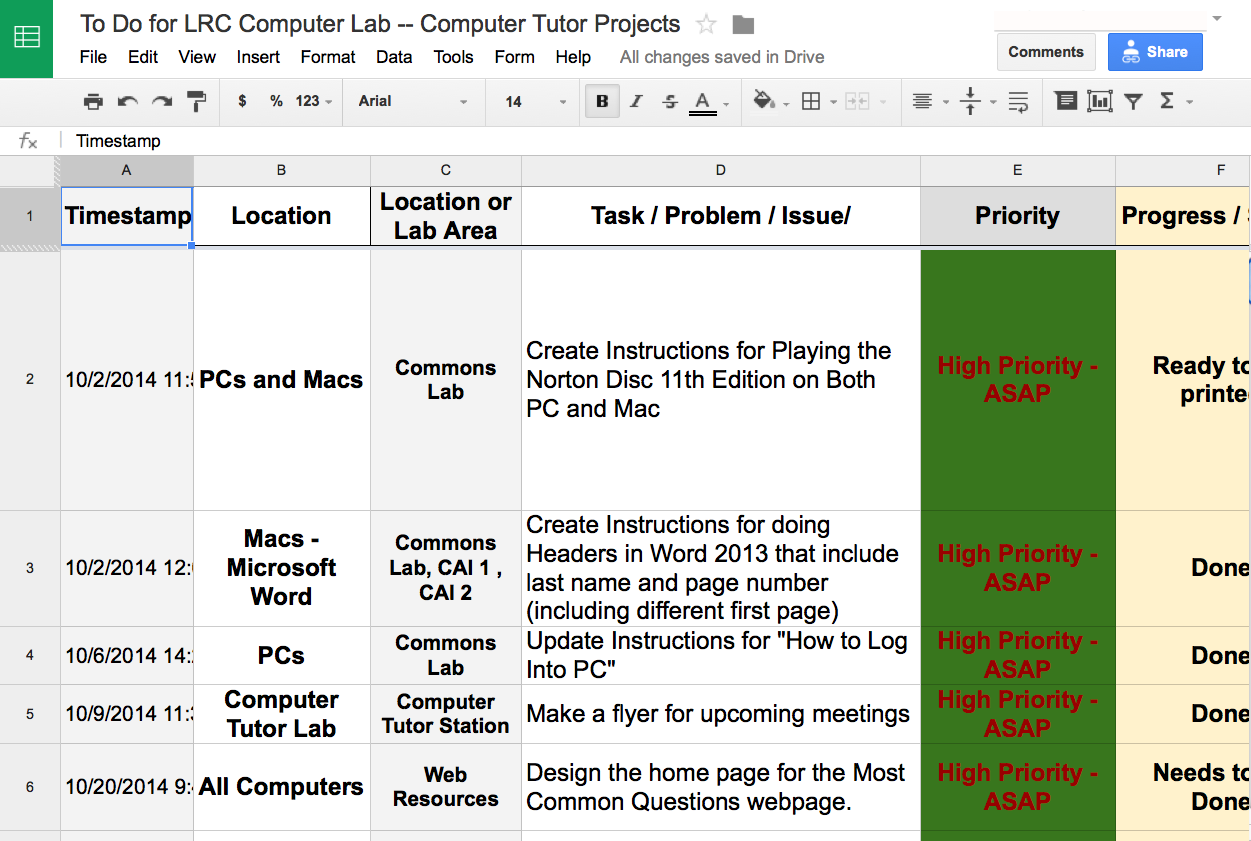 To Do for LRC Computer Lab -- Computer Tutor Projects
File Edit View Insert Format Data Tools Form Help All changes saved in Drive
Comments Share
$ % 123 Arial 14 B I S A Σ
fx Timestamp
A B C D E F
1 Timestamp Location Location or Lab Area Task / Problem / Issue/ Priority Progress /
2 10/2/2014 11: PCs and Macs
Commons
Lab
Create Instructions for Playing the
Norton Disc 11th Edition on Both
PC and Mac
High Priority -
ASAP
Ready to
printe
3 10/2/2014 12:
Macs -
Microsoft
Word
Commons
Lab, CAI 1 ,
CAI 2
Create Instructions for doing
Headers in Word 2013 that include
last name and page number
(including different first page)
High Priority -
ASAP
Done
4 10/6/2014 14: PCs
Commons
Lab
Update Instructions for "How to Log
Into PC"
High Priority -
ASAP
Done
5 10/9/2014 11:
Computer
Tutor Lab
Computer
Tutor Station
Make a flyer for upcoming meetings
High Priority -
ASAP
Done
6 10/20/2014 9: All Computers
Web
Resources
Design the home page for the Most
Common Questions webpage.
High Priority -
ASAP
Needs to
Done